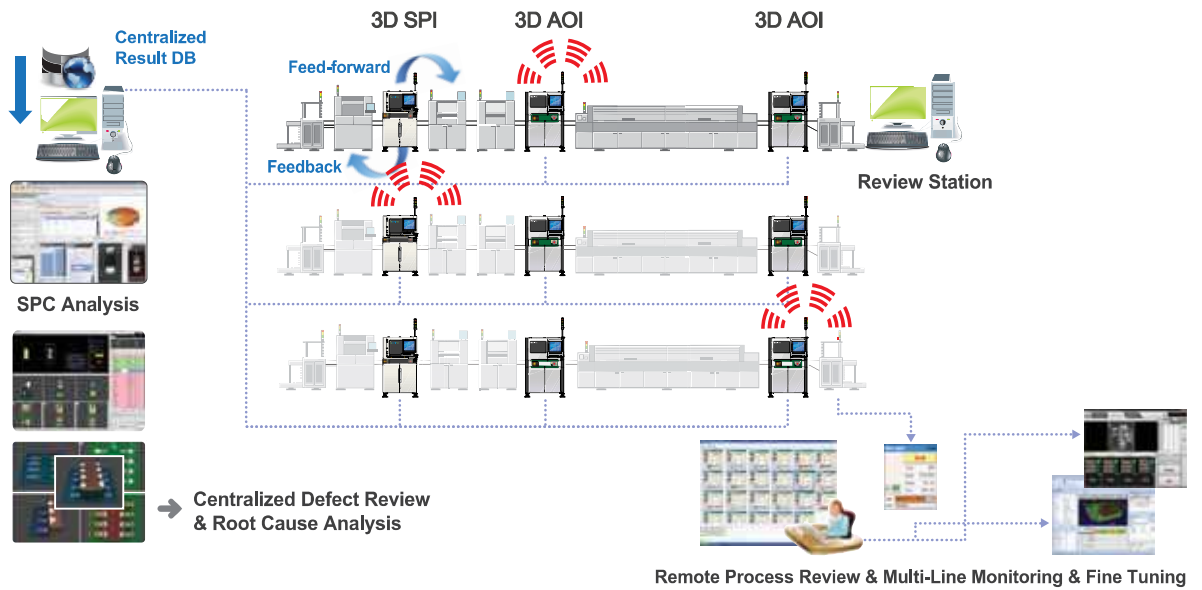 3D SPI
3D AOI
3D AOI
Centralized
Result DB
Feed-forward
Feedback
Review Station
SPC Analysis
Centralized Defect Review
& Root Cause Analysis
Remote Process Review & Multi-Line Monitoring & Fine Tuning